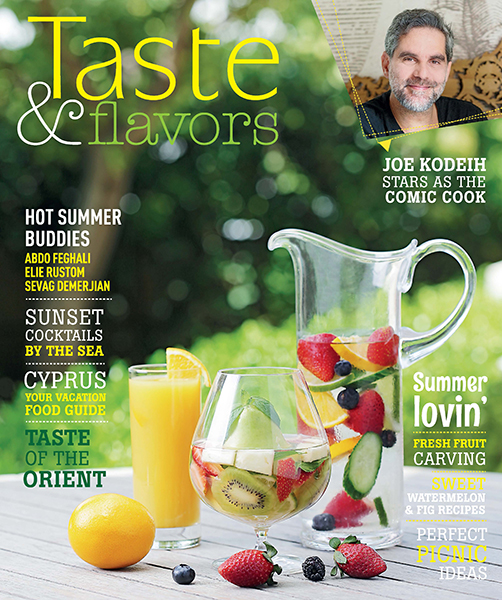 Taste
& flavors
JOE KODEIH
STARS AS THE
COMIC COOK
HOT SUMMER
BUDDIES
ABDO FEGHALI
ELIE RUSTOM
SEVAG DEMERJIAN
SUNSET
COCKTAILS
BY THE SEA
CYPRUS
YOUR VACATION
FOOD GUIDE
TASTE
OF THE
ORIENT
Summer
lovin'
FRESH FRUIT
CARVING
SWEET
WATERMELON
& FIG RECIPES
PERFECT
PICNIC
IDEAS